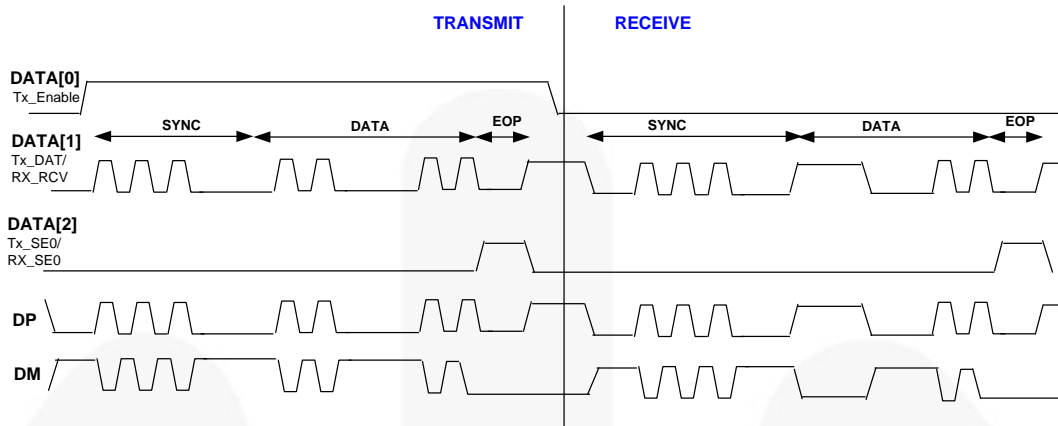 TRANSMIT RECEIVE
DATA[0]
Tx_Enable
SYNC DATA EOP SYNC DATA EOP
DATA[1]
Tx_DAT/
RX_RCV
DATA[2]
Tx_SE0/
RX_SE0
DP
DM